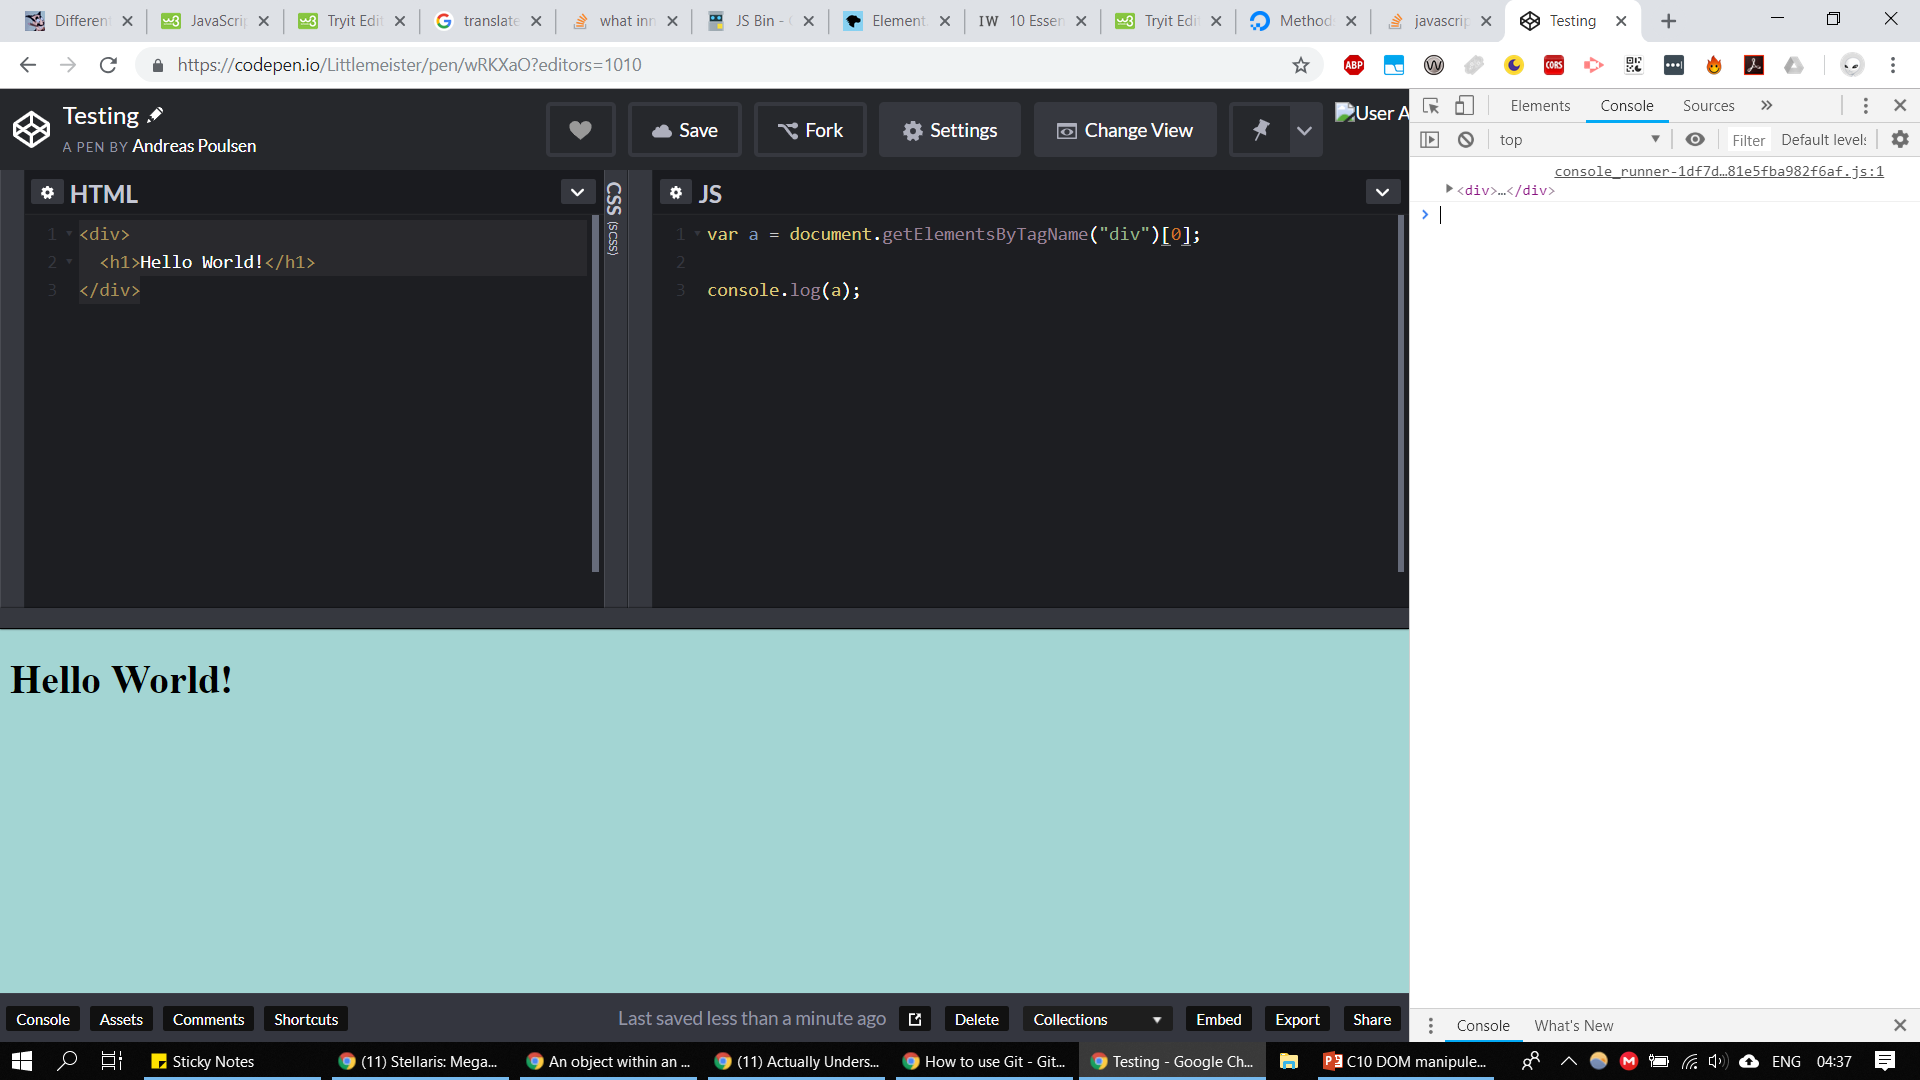 Differen
JavaScrip
Tryit Edit
translate
what inn
JS Bin -
Element
IW 10 Essen
Tryit Edit
Method
javascrip
Testing
https://codepen.io/Littlemeister/pen/wRKXaO?editors=1010
ABP
CORS
Testing
A PEN BY Andreas Poulsen
Save
Fork
Settings
Change View
User A
HTML
1 <div>
2 <h1>Hello World!</h1>
3 </div>
CSS (SCSS)
JS
1 var a = document.getElementsByTagName("div")[0];
2
3 console.log(a);
Elements Console Sources »
top
Filter
Default levels
console_runner-1df7d…81e5fba982f6af.js:1
<div>…</div>
Hello World!
Console Assets Comments Shortcuts
Last saved less than a minute ago
Delete Collections Embed Export Share
Console What's New
Sticky Notes
(11) Stellaris: Mega...
An object within an ...
(11) Actually Unders...
How to use Git - Git...
Testing - Google Ch...
C10 DOM manipule...
ENG 04:37